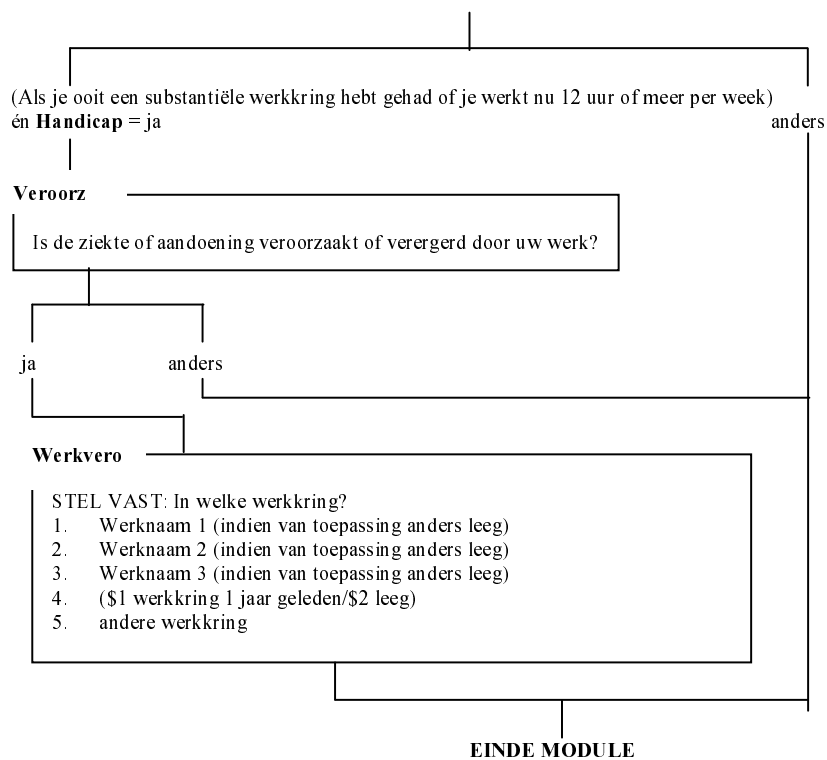 (Als je ooit een substantiële werkkring hebt gehad of je werkt nu 12 uur of meer per week)
én Handicap = ja anders
Veroorz
Is de ziekte of aandoening veroorzaakt of verergerd door uw werk?
ja anders
Werkvero
STEL VAST: In welke werkkring?
1. Werknaam 1 (indien van toepassing anders leeg)
2. Werknaam 2 (indien van toepassing anders leeg)
3. Werknaam 3 (indien van toepassing anders leeg)
4. ($1 werkkring 1 jaar geleden/$2 leeg)
5. andere werkkring
EINDE MODULE